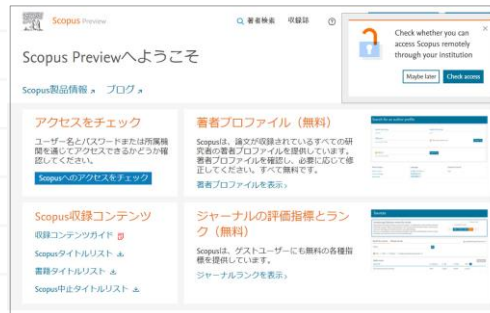 Scopus Preview
著者検索 収録誌
Check whether you can
access Scopus remotely
through your institution
Maybe later Check access
Scopus Previewへようこそ
Scopus製品情報 ブログ
アクセスをチェック
ユーザー名とパスワードまたは所属機
関を通じてアクセスできるかどうか確
認してください。
Scopusへのアクセスをチェック
著者プロファイル（無料）
Scopusは、論文が収録されているすべての研
究者の著者プロファイルを提供しています。
著者プロファイルを確認し、必要に応じて修
正してください。すべて無料です。
著者プロファイルを表示
Scopus収録コンテンツ
収録コンテンツガイド
Scopusタイトルリスト
書籍タイトルリスト
Scopus中止タイトルリスト
ジャーナルの評価指標とラン
ク（無料）
Scopusは、ゲストユーザーにも無料の各種指
標を提供しています。
ジャーナルランクを表示